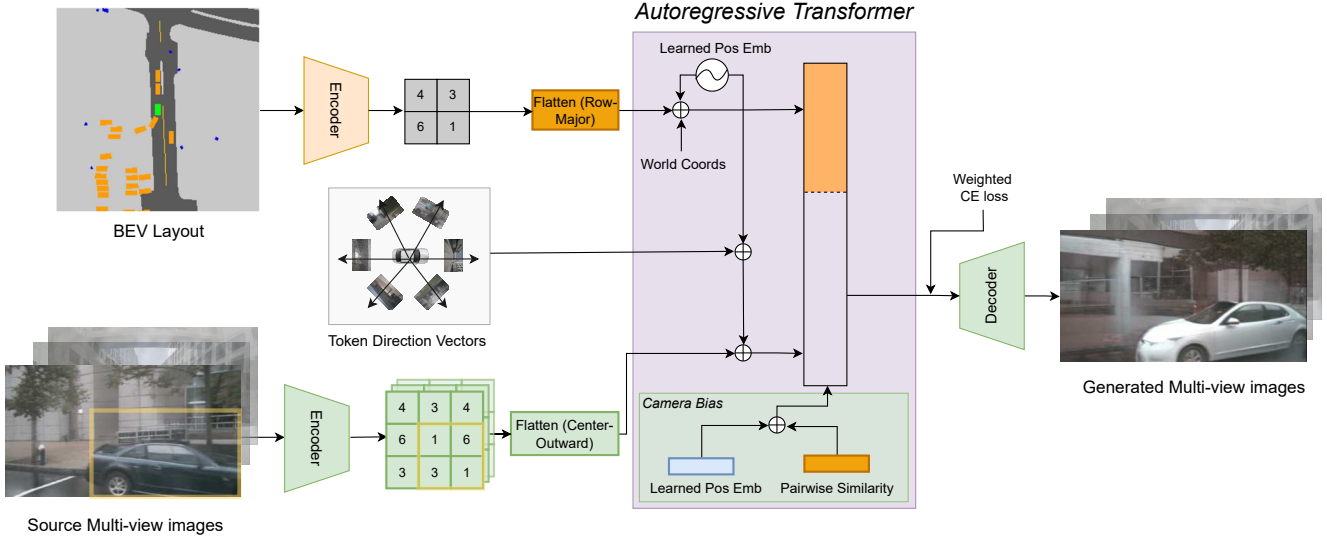 Autoregressive Transformer
Learned Pos Emb
Encoder
4 3
6 1
Flatten (Row-
Major)
World Coords
BEV Layout
Token Direction Vectors
Weighted
CE loss
Decoder
Generated Multi-view images
Encoder
4 3 4
6 1 6
3 3 1
Flatten (Center-
Outward)
Camera Bias
Learned Pos Emb
Pairwise Similarity
Source Multi-view images